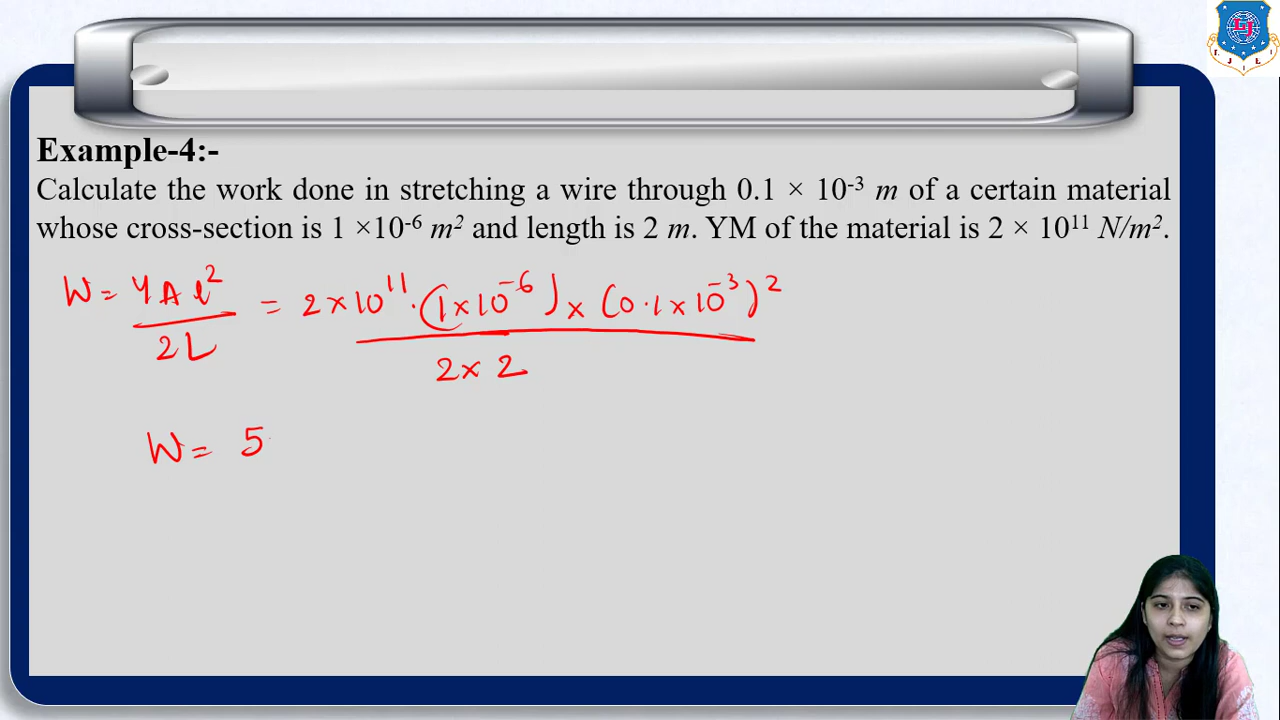 Example-4:-
Calculate the work done in stretching a wire through 0.1 × 10⁻³ m of a certain material
whose cross-section is 1 ×10⁻⁶ m² and length is 2 m. YM of the material is 2 × 10¹¹ N/m².
W = YAl²/2L = 2×10¹¹·(1×10⁻⁶)×(0.1×10⁻³)²/2×2
W = 5